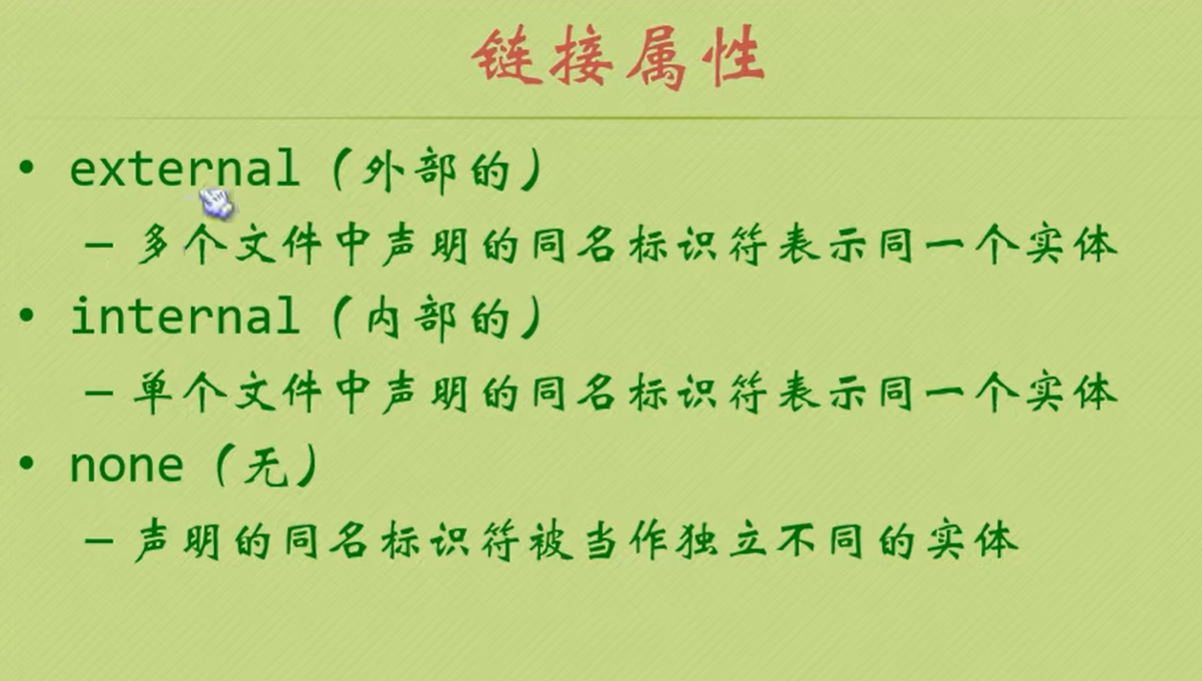 链接属性
• external（外部的）
– 多个文件中声明的同名标识符表示同一个实体
• internal（内部的）
– 单个文件中声明的同名标识符表示同一个实体
• none（无）
– 声明的同名标识符被当作独立不同的实体